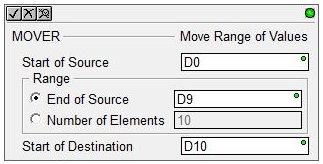 MOVER Move Range of Values
Start of Source D0
Range
End of Source D9
Number of Elements 10
Start of Destination D10